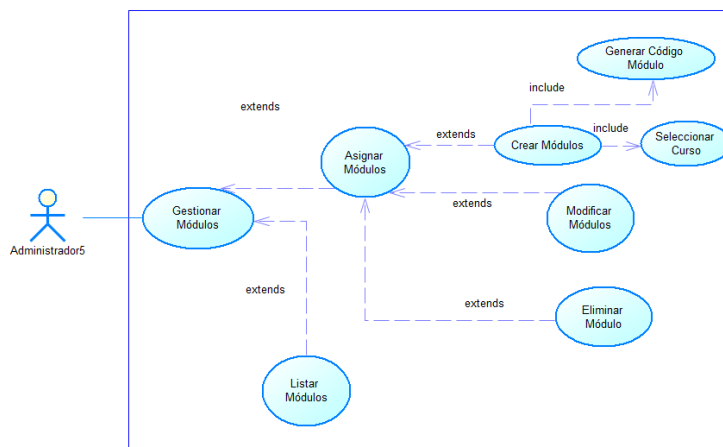 Generar Código
Módulo
include
extends
extends
Crear Módulos
include
Seleccionar
Curso
Asignar
Módulos
Gestionar
Módulos
extends
Modificar
Módulos
Administrador5
extends
extends
Eliminar
Módulo
Listar
Módulos